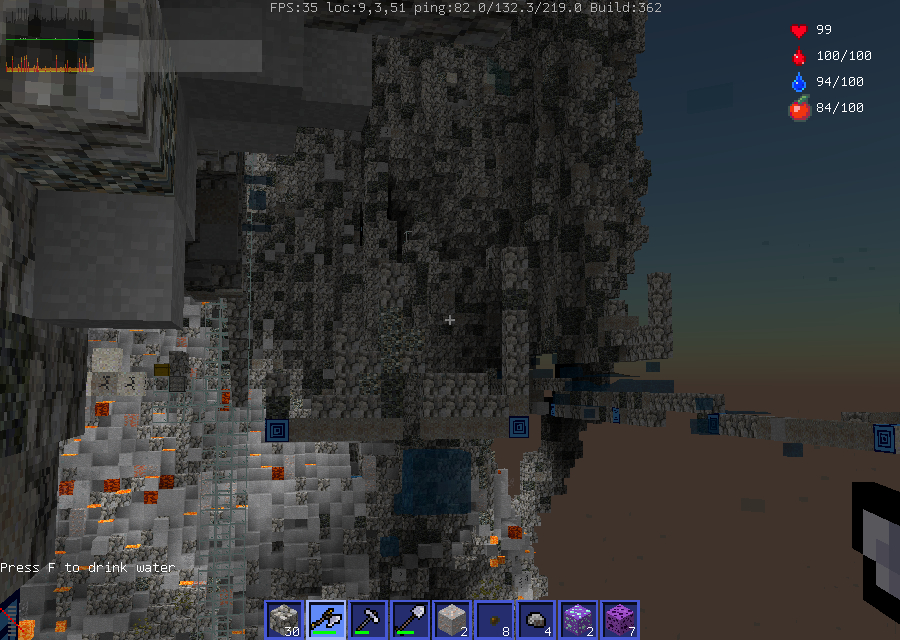 FPS:35 loc:9,3,51 ping:82.0/132.3/219.0 Build:362
99
100/100
94/100
84/100
Press F to drink water
30 2 8 4 2 7